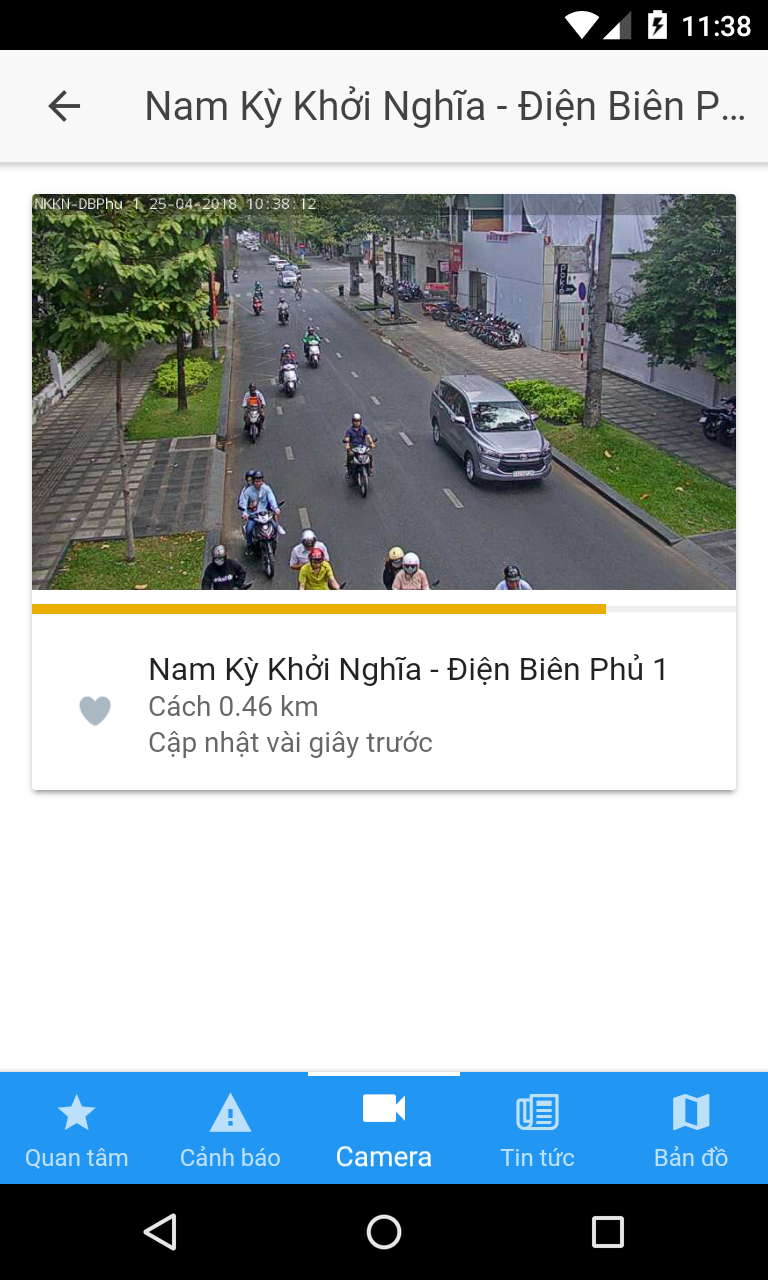 11:38
Nam Kỳ Khởi Nghĩa - Điện Biên P...
NKKN-DBPhu 1 25-04-2018 10:38:12
Nam Kỳ Khởi Nghĩa - Điện Biên Phủ 1
Cách 0.46 km
Cập nhật vài giây trước
Quan tâm
Cảnh báo
Camera
Tin tức
Bản đồ